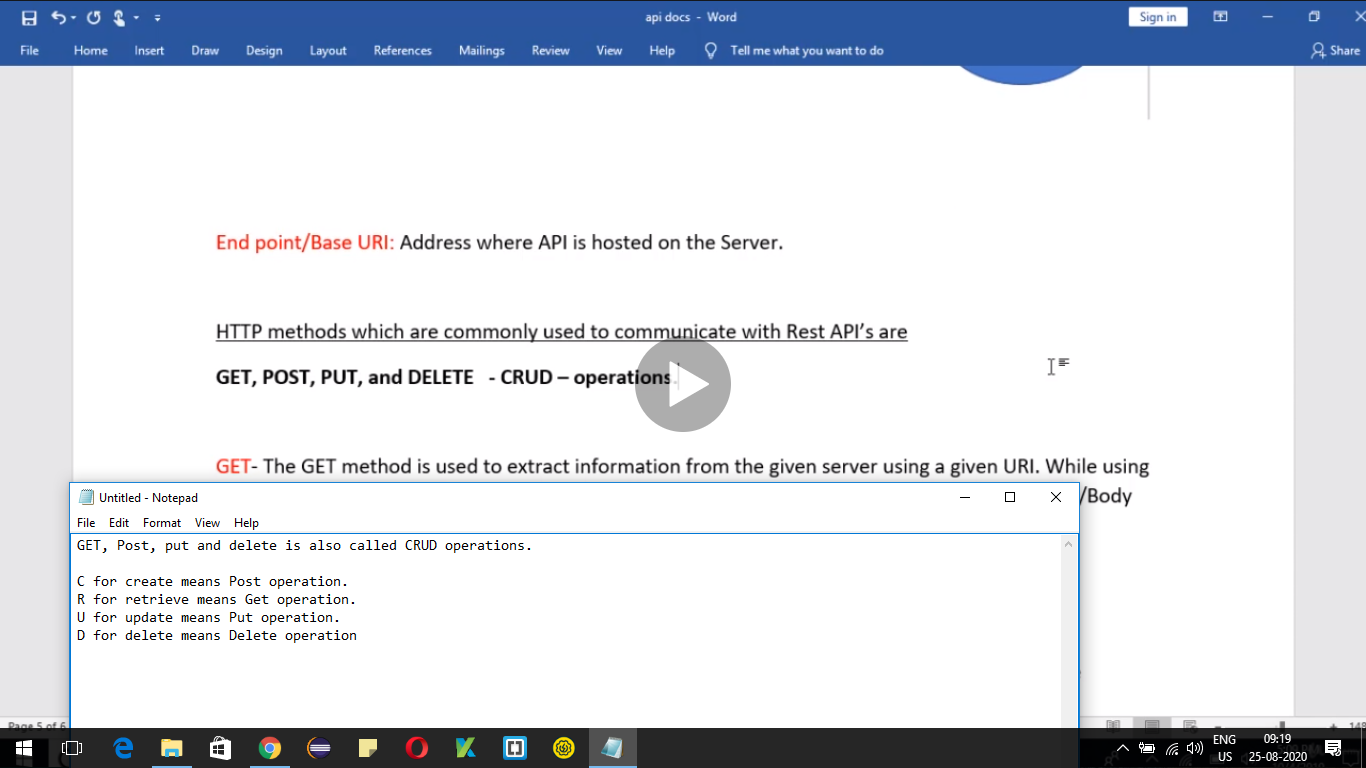 api docs - Word
Sign in
File Home Insert Draw Design Layout References Mailings Review View Help Tell me what you want to do Share
End point/Base URI: Address where API is hosted on the Server.
HTTP methods which are commonly used to communicate with Rest API's are
GET, POST, PUT, and DELETE - CRUD – operations.
GET- The GET method is used to extract information from the given server using a given URI. While using
/Body
Untitled - Notepad
File Edit Format View Help
GET, Post, put and delete is also called CRUD operations.
C for create means Post operation.
R for retrieve means Get operation.
U for update means Put operation.
D for delete means Delete operation
Page 5 of 6
148
ENG
US
09:19
25-08-2020